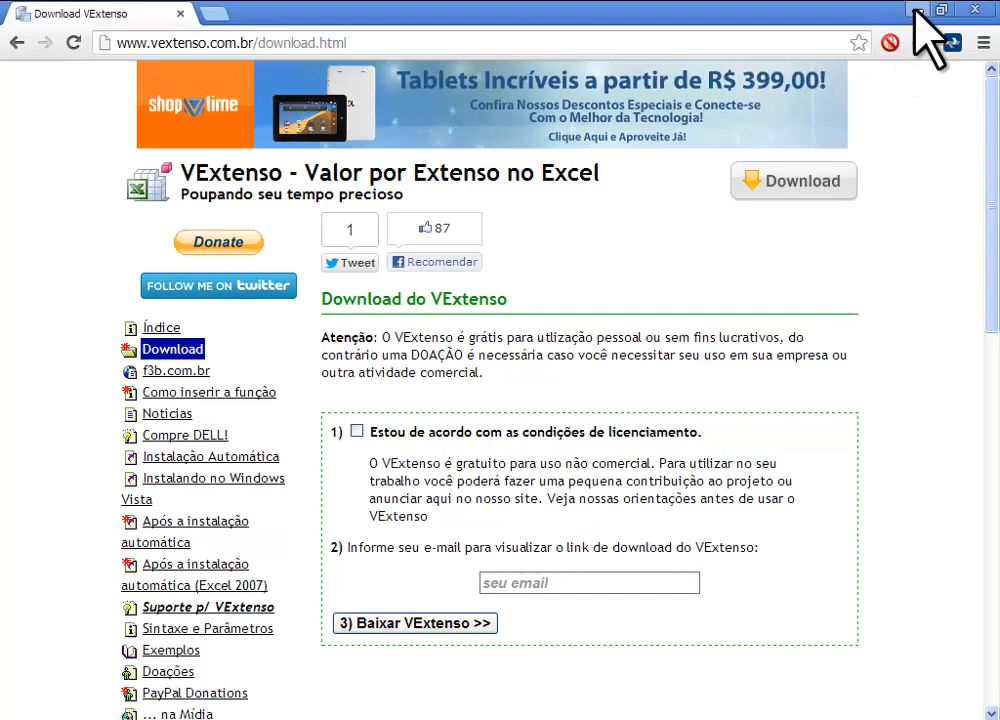 Download VExtenso
www.vextenso.com.br/download.html
shoptime
Tablets Incríveis a partir de R$ 399,00!
Confira Nossos Descontos Especiais e Conecte-se
com O Melhor da Tecnologia!
Clique Aqui e Aproveite Já!
VExtenso - Valor por Extenso no Excel
Poupando seu tempo precioso
Download
Donate
1
87
Tweet
Recomendar
FOLLOW ME ON twitter
Download do VExtenso
Atenção: O VExtenso é grátis para utlização pessoal ou sem fins lucrativos, do
contrário uma DOAÇÃO é necessária caso você necessitar seu uso em sua empresa ou
outra atividade comercial.
Índice
Download
f3b.com.br
Como inserir a função
Noticias
Compre DELL!
Instalação Automática
Instalando no Windows
Vista
Após a instalação
automática
Após a instalação
automática (Excel 2007)
Suporte p/ VExtenso
Sintaxe e Parâmetros
Exemplos
Doações
PayPal Donations
... na Mídia
1) Estou de acordo com as condições de licenciamento.
O VExtenso é gratuito para uso não comercial. Para utilizar no seu
trabalho você poderá fazer uma pequena contribuição ao projeto ou
anunciar aqui no nosso site. Veja nossas orientações antes de usar o
VExtenso
2) Informe seu e-mail para visualizar o link de download do VExtenso:
seu email
3) Baixar VExtenso >>